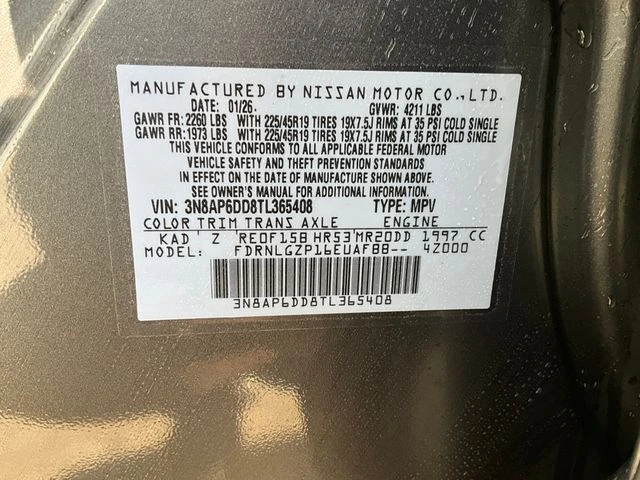 MANUFACTURED BY NISSAN MOTOR CO.,LTD.
DATE: 01/26. GVWR: 4211 LBS
GAWR FR: 2260 LBS WITH 225/45R19 TIRES 19X7.5J RIMS AT 35 PSI COLD SINGLE
GAWR RR: 1973 LBS WITH 225/45R19 TIRES 19X7.5J RIMS AT 35 PSI COLD SINGLE
THIS VEHICLE CONFORMS TO ALL APPLICABLE FEDERAL MOTOR
VEHICLE SAFETY AND THEFT PREVENTION STANDARDS
IN EFFECT ON THE DATE OF MANUFACTURE SHOWN ABOVE.
SEE OWNER'S MANUAL FOR ADDITIONAL INFORMATION.
VIN: 3N8AP6DD8TL365408 TYPE: MPV
COLOR TRIM TRANS AXLE ENGINE
KAD Z RE0F15B HR53 MR20DD 1997 CC
MODEL: FDRNLGZP16EUAFBB-- 4Z000
3N8AP6DD8TL365408